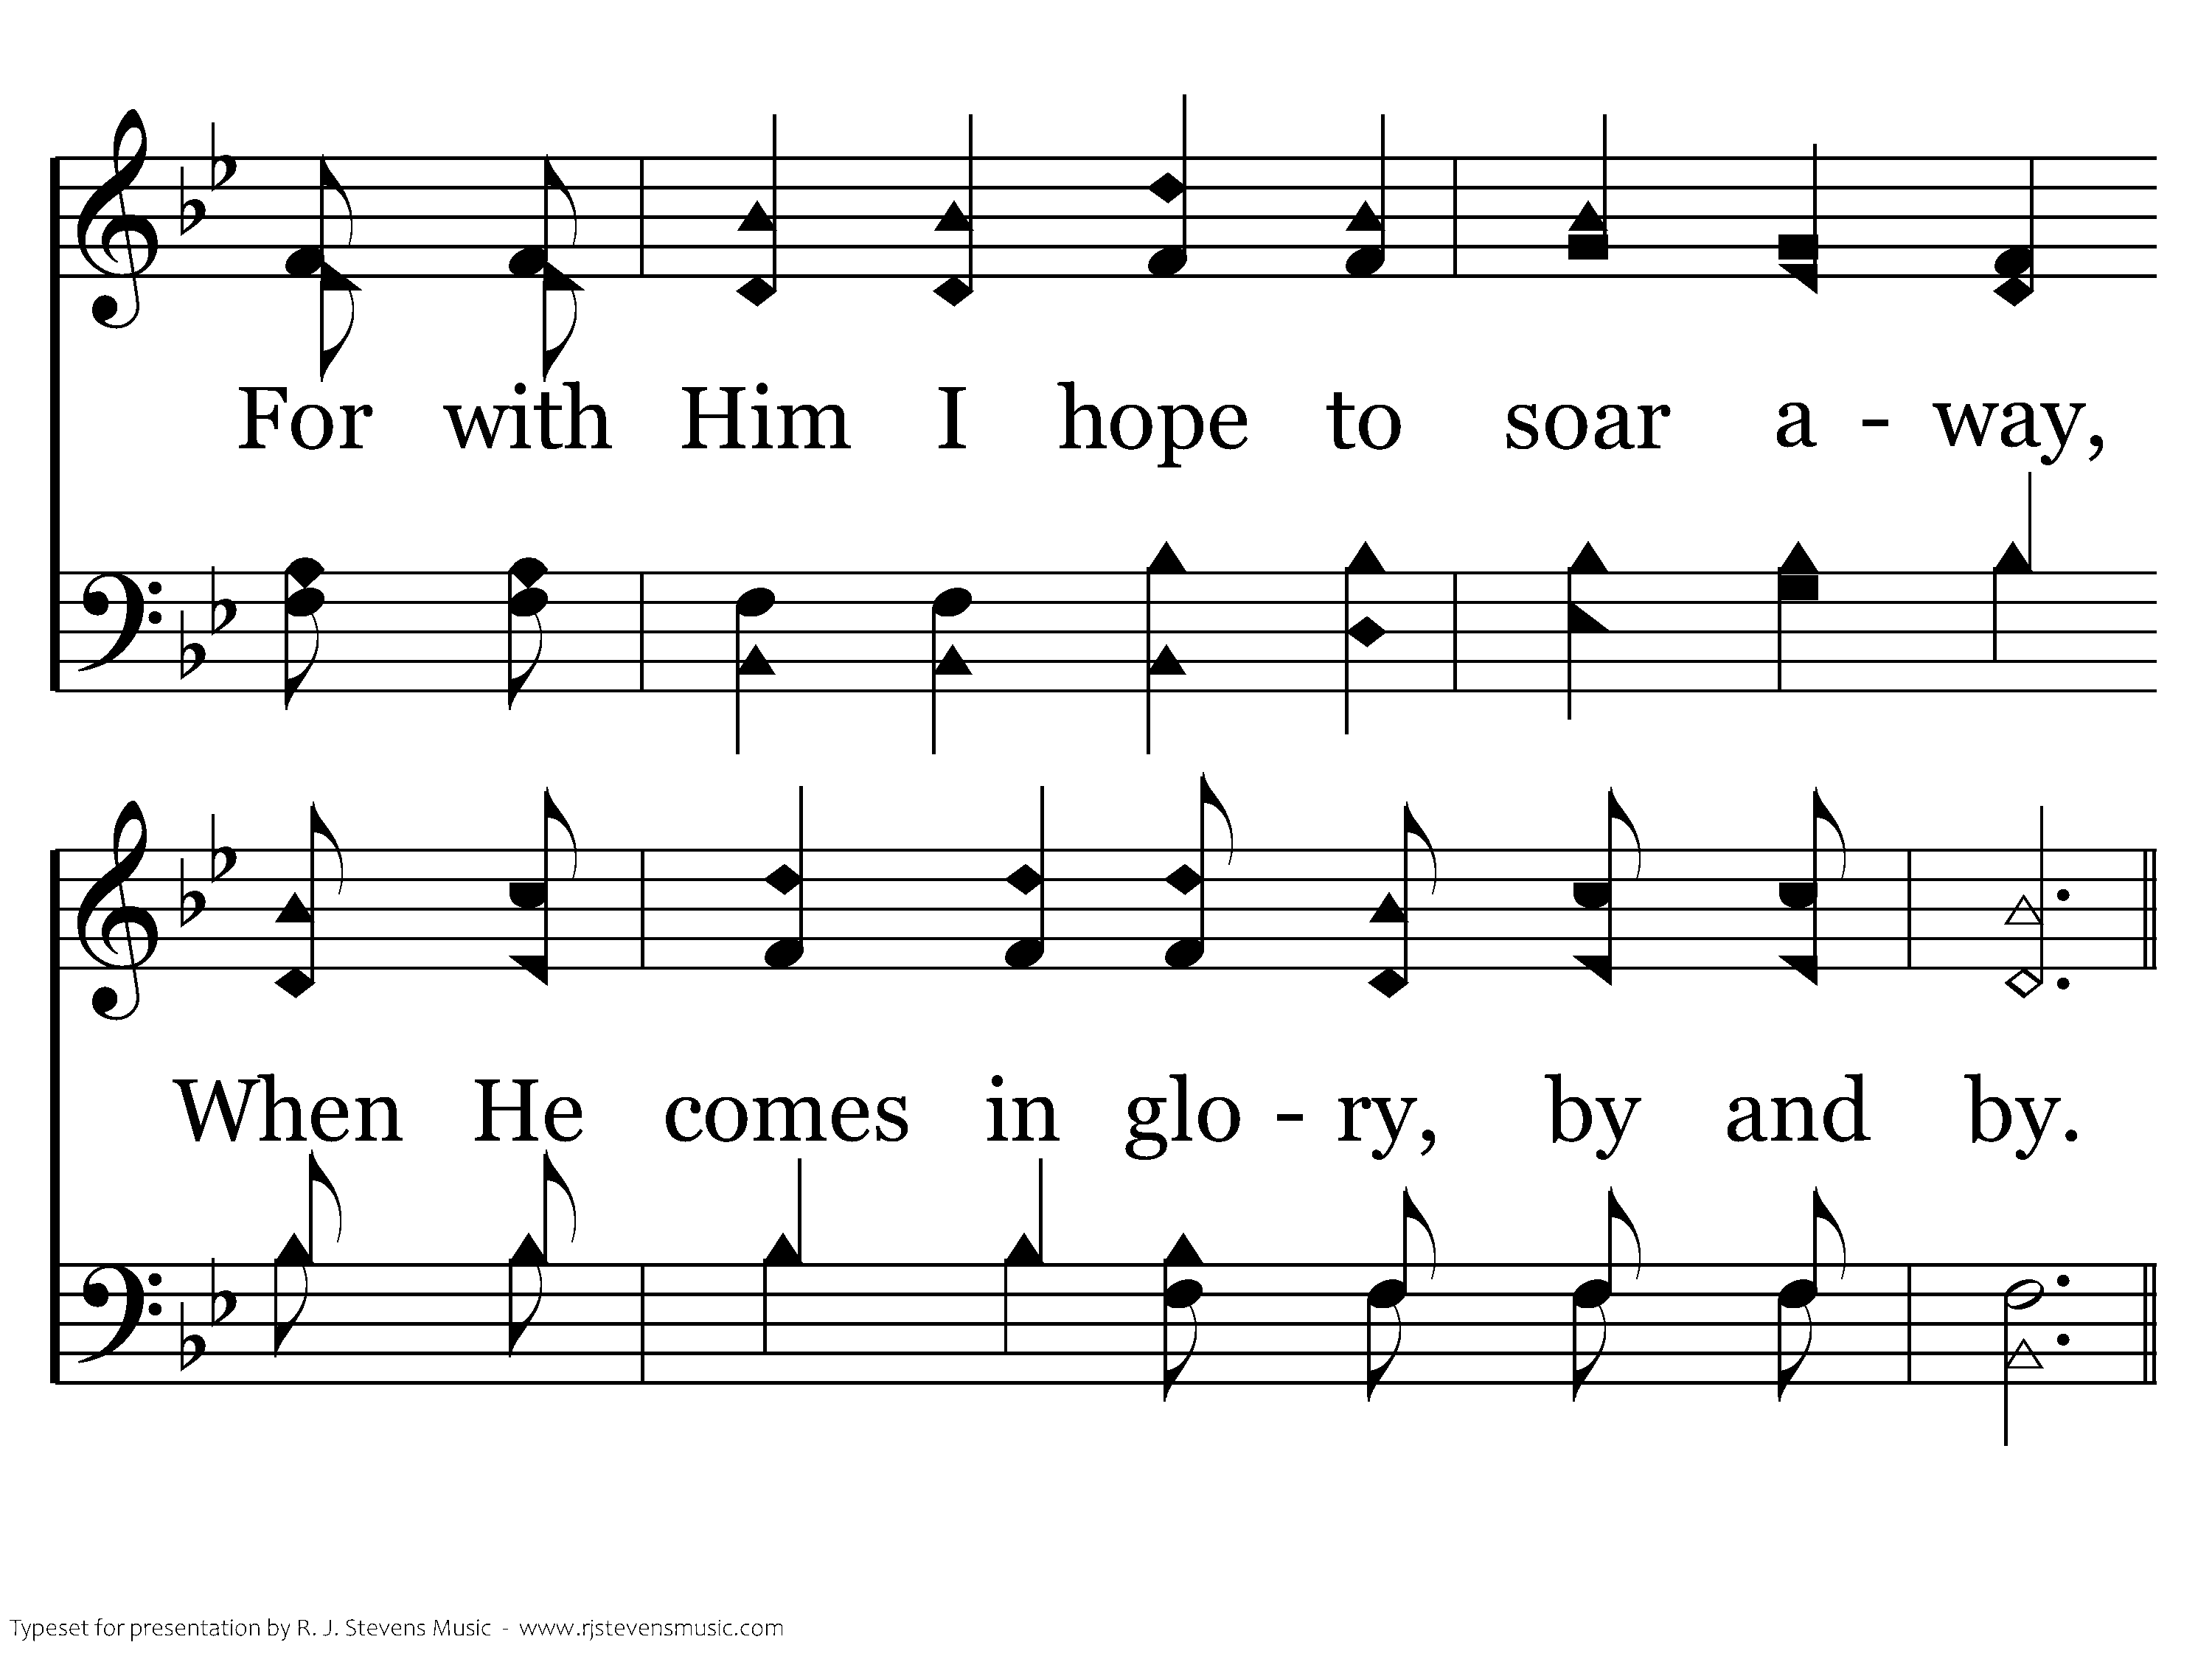 For with Him I hope to soar a - way,
When He comes in glo - ry, by and by.
Typeset for presentation by R. J. Stevens Music - www.rjstevensmusic.com